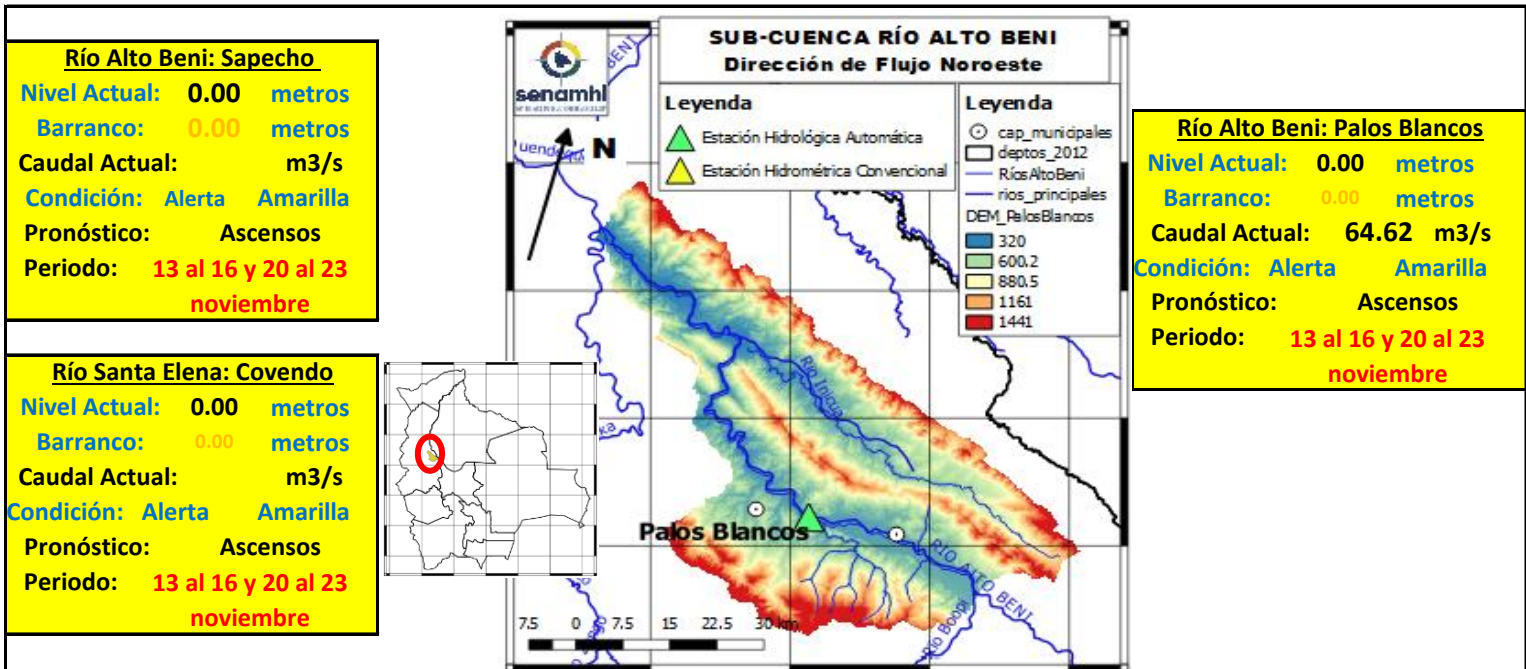 Río Alto Beni: Sapecho
Nivel Actual: 0.00 metros
Barranco: 0.00 metros
Caudal Actual: m3/s
Condición: Alerta Amarilla
Pronóstico: Ascensos
Periodo: 13 al 16 y 20 al 23
noviembre
Río Santa Elena: Covendo
Nivel Actual: 0.00 metros
Barranco: 0.00 metros
Caudal Actual: m3/s
Condición: Alerta Amarilla
Pronóstico: Ascensos
Periodo: 13 al 16 y 20 al 23
noviembre
senamhi
BENI
N
SUB-CUENCA RÍO ALTO BENI
Dirección de Flujo Noroeste
Leyenda
Estación Hidrológica Automática
Estación Hidrométrica Convencional
Leyenda
cap_municipales
deptos_2012
RíosAltoBeni
rios_principales
DEM_PalosBlancos
320
600.2
880.5
1161
1441
Río Inicua
Palos Blancos
RÍO ALTO BENI
Río Boopi
7.5 0 7.5 15 22.5 30 km
Río Alto Beni: Palos Blancos
Nivel Actual: 0.00 metros
Barranco: 0.00 metros
Caudal Actual: 64.62 m3/s
Condición: Alerta Amarilla
Pronóstico: Ascensos
Periodo: 13 al 16 y 20 al 23
noviembre